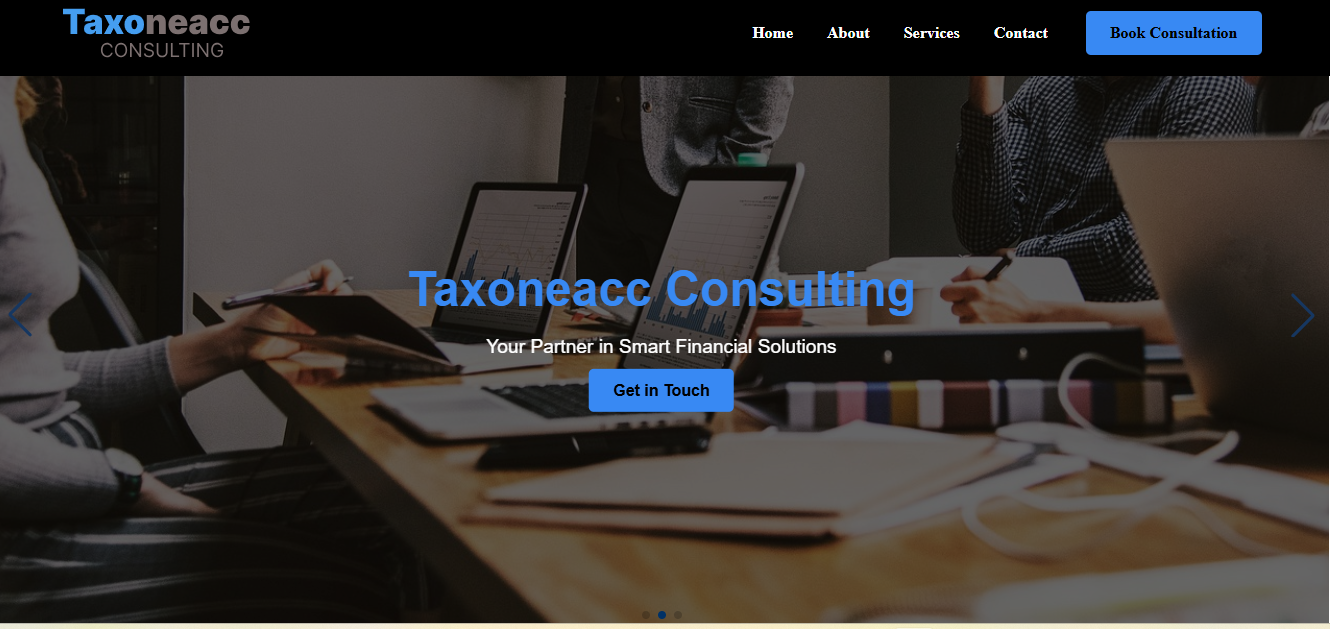 Taxoneacc
CONSULTING
Home About Services Contact Book Consultation
Taxoneacc Consulting
Your Partner in Smart Financial Solutions
Get in Touch